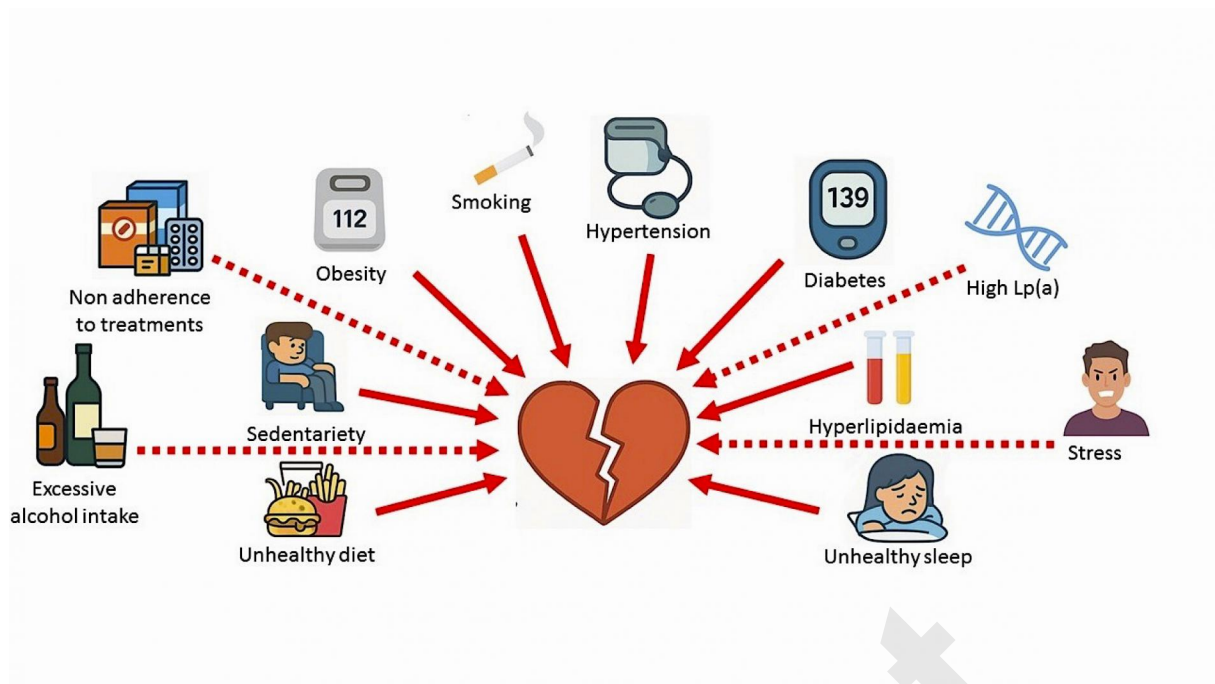 Smoking
Hypertension
112
Obesity
139
Diabetes
High Lp(a)
Non adherence
to treatments
Sedentariety
Hyperlipidaemia
Stress
Excessive
alcohol intake
Unhealthy diet
Unhealthy sleep